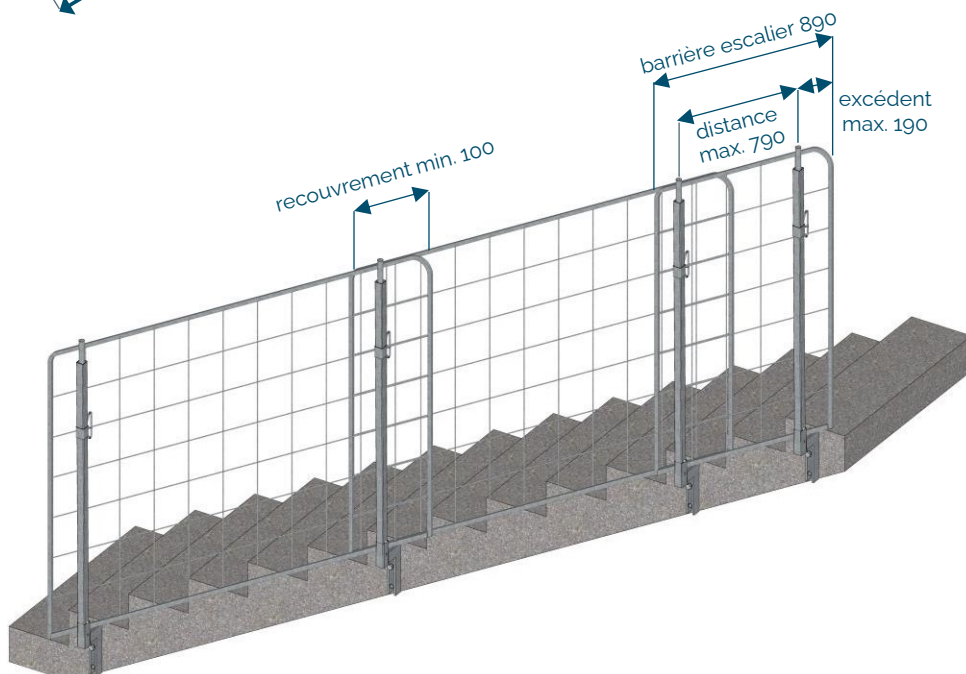 barrière escalier 890
excédent
max. 190
distance
max. 790
recouvrement min. 100